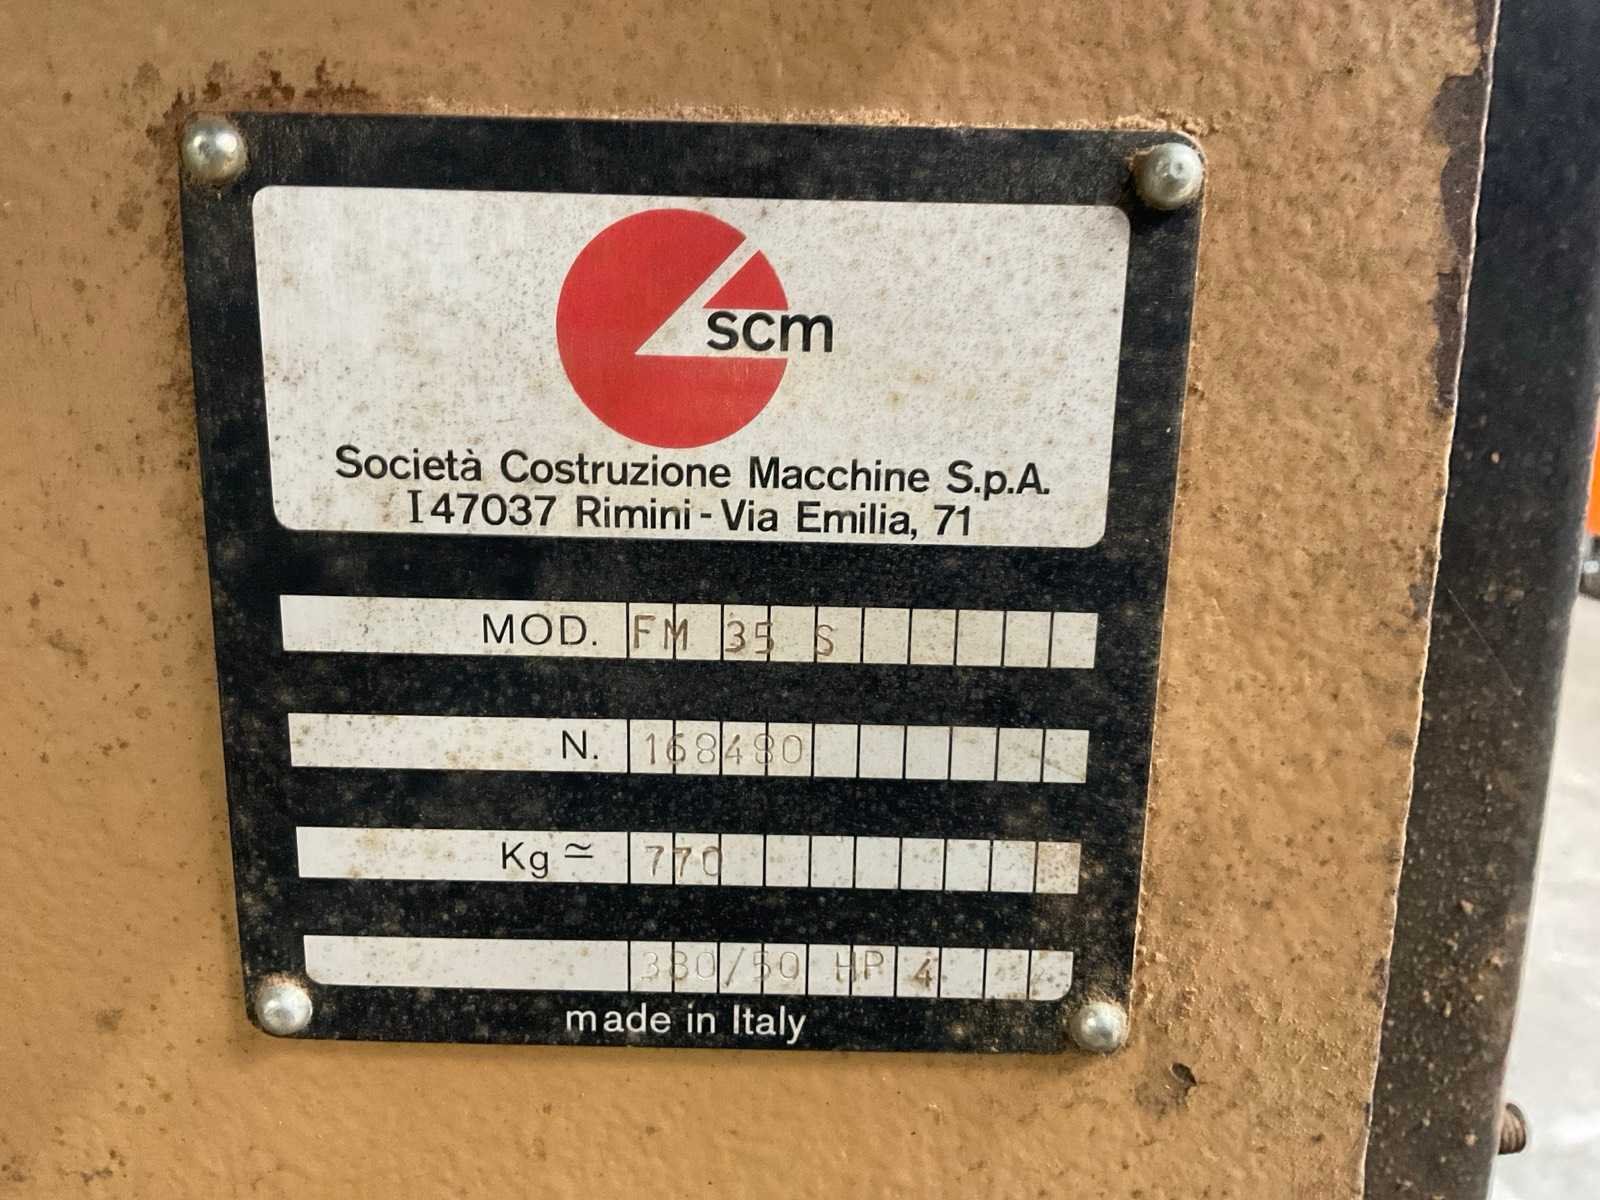 scm
Società Costruzione Macchine S.p.A.
I 47037 Rimini - Via Emilia, 71
MOD. FM 35 S
N. 168480
Kg ≃ 770
380/50 HP 4
made in Italy